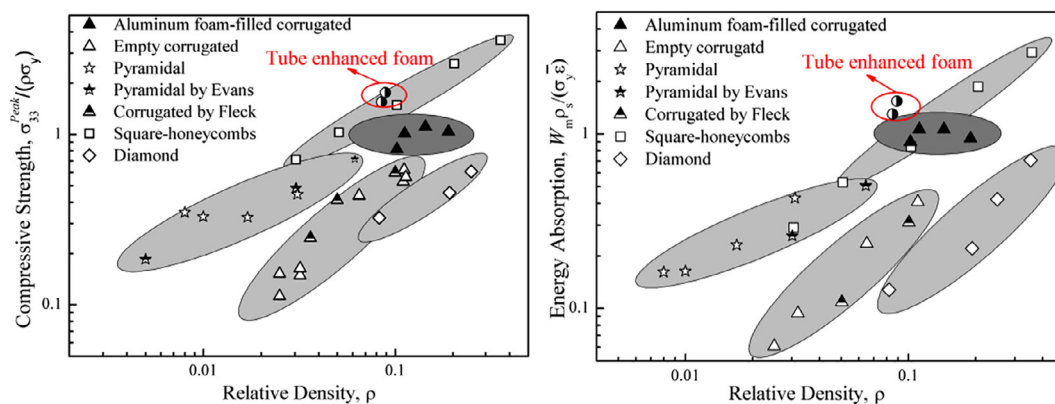 Compressive Strength, σ33^Peak/(ρσy)
1
0.1
▲ Aluminum foam-filled corrugated
△ Empty corrugated
☆ Pyramidal
Pyramidal by Evans
Corrugated by Fleck
□ Square-honeycombs
◇ Diamond
Tube enhanced foam
0.01
0.1
Relative Density, ρ
Energy Absorption, Wmρs/(σy ε̅)
1
0.1
▲ Aluminum foam-filled corrugated
△ Empty corrugatd
☆ Pyramidal
★ Pyramidal by Evans
Corrugated by Fleck
□ Square-honeycombs
◇ Diamond
Tube enhanced foam
0.01
0.1
Relative Density, ρ